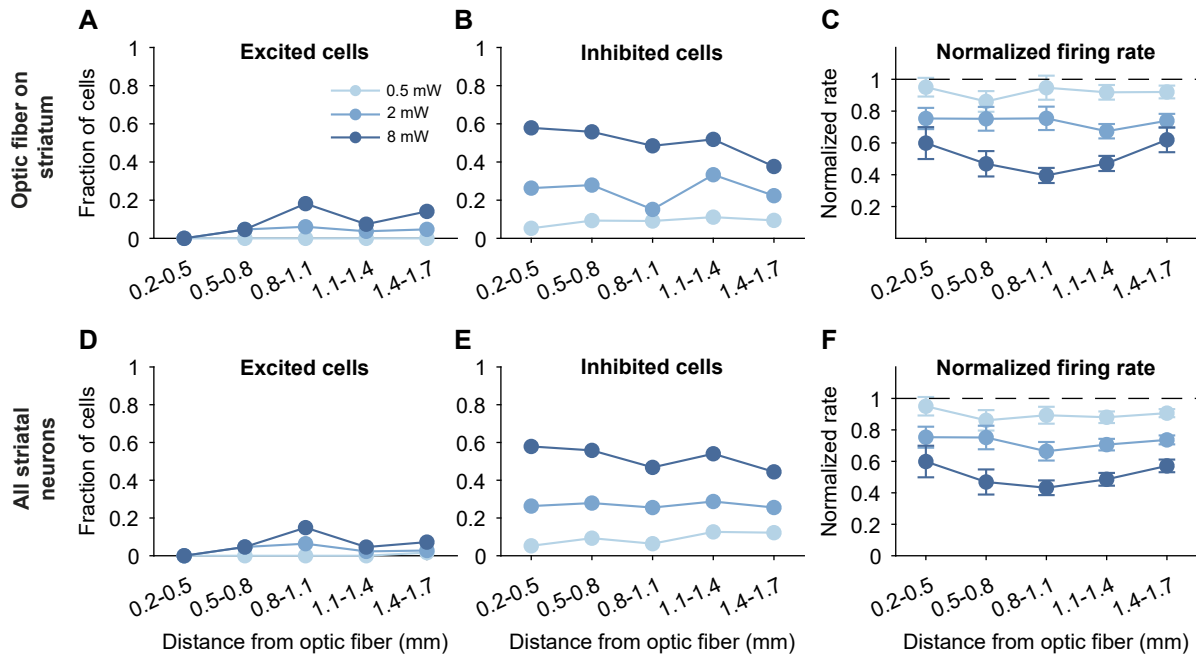 A
B
C
Excited cells
Inhibited cells
Normalized firing rate
Optic fiber on
striatum
Fraction of cells
1
0.8
0.6
0.4
0.2
0
0.5 mW
2 mW
8 mW
0.2-0.5
0.5-0.8
0.8-1.1
1.1-1.4
1.4-1.7
1
0.8
0.6
0.4
0.2
0
0.2-0.5
0.5-0.8
0.8-1.1
1.1-1.4
1.4-1.7
Normalized rate
1
0.8
0.6
0.4
0.2
0.2-0.5
0.5-0.8
0.8-1.1
1.1-1.4
1.4-1.7
D
E
F
Excited cells
Inhibited cells
Normalized firing rate
All striatal
neurons
Fraction of cells
1
0.8
0.6
0.4
0.2
0
0.2-0.5
0.5-0.8
0.8-1.1
1.1-1.4
1.4-1.7
Distance from optic fiber (mm)
1
0.8
0.6
0.4
0.2
0
0.2-0.5
0.5-0.8
0.8-1.1
1.1-1.4
1.4-1.7
Distance from optic fiber (mm)
Normalized rate
1
0.8
0.6
0.4
0.2
0
0.2-0.5
0.5-0.8
0.8-1.1
1.1-1.4
1.4-1.7
Distance from optic fiber (mm)